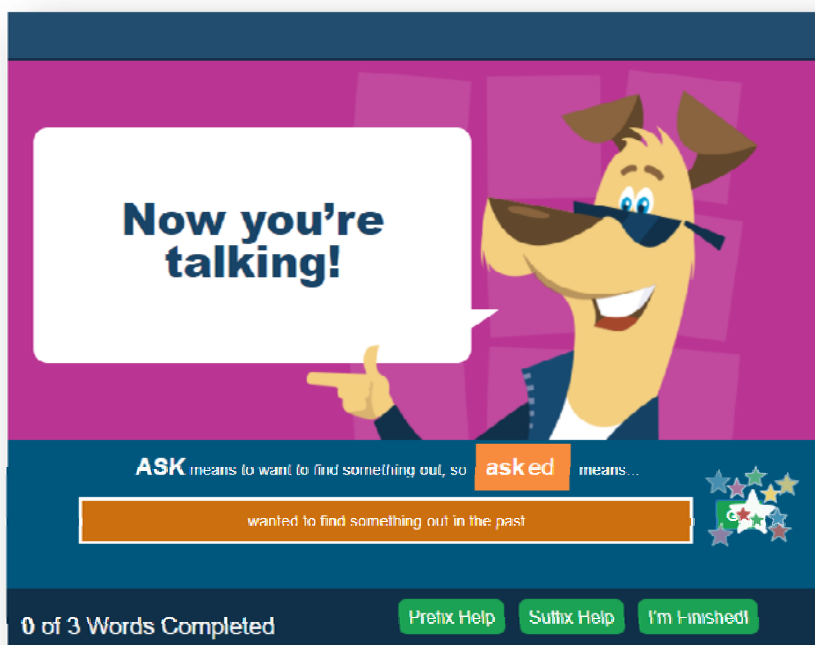 Now you're
talking!
ASK means to want to find something out, so asked means...
wanted to find something out in the past
0 of 3 Words Completed
Prefix Help Suffix Help I'm Finished!